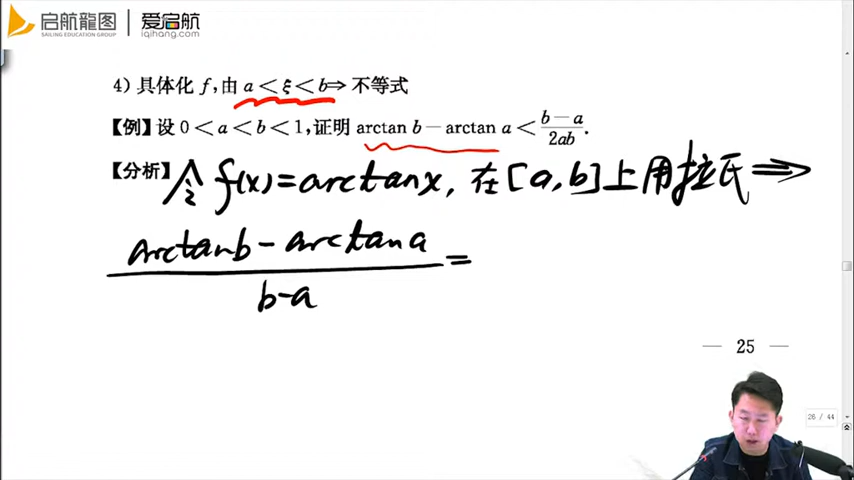 启航龍图
SAILING EDUCATION GROUP
爱启航
iqihang.com
4) 具体化 f,由 a<ξ<b⇒ 不等式
【例】设 0<a<b<1,证明 arctan b−arctan a<\frac{b−a}{2ab}.
【分析】 令 f(x)=arctanx, 在[a,b]上用拉氏⟹
\frac{arctanb−arctana}{b-a}=
— 25 —
26 / 44